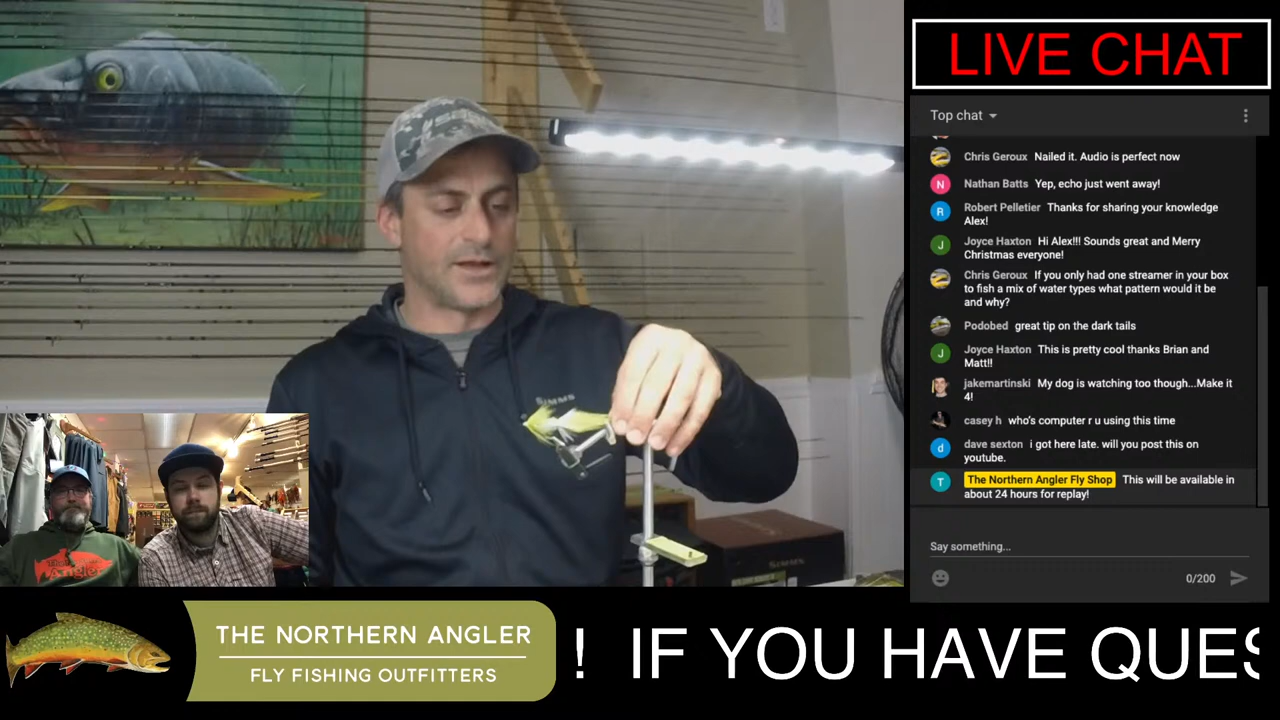 LIVE CHAT
Top chat
Chris Geroux Nailed it. Audio is perfect now
Nathan Batts Yep, echo just went away!
Robert Pelletier Thanks for sharing your knowledge
Alex!
Joyce Haxton Hi Alex!!! Sounds great and Merry
Christmas everyone!
Chris Geroux If you only had one streamer in your box
to fish a mix of water types what pattern would it be
and why?
Podobed great tip on the dark tails
Joyce Haxton This is pretty cool thanks Brian and
Matt!!
jakemartinski My dog is watching too though...Make it
4!
casey h who's computer r u using this time
dave sexton i got here late. will you post this on
youtube.
The Northern Angler Fly Shop This will be available in
about 24 hours for replay!
N
R
J
J
d
T
Say something...
0/200
SIMMS
SIMMS
The
Angler
THE NORTHERN ANGLER
FLY FISHING OUTFITTERS
! IF YOU HAVE QUES